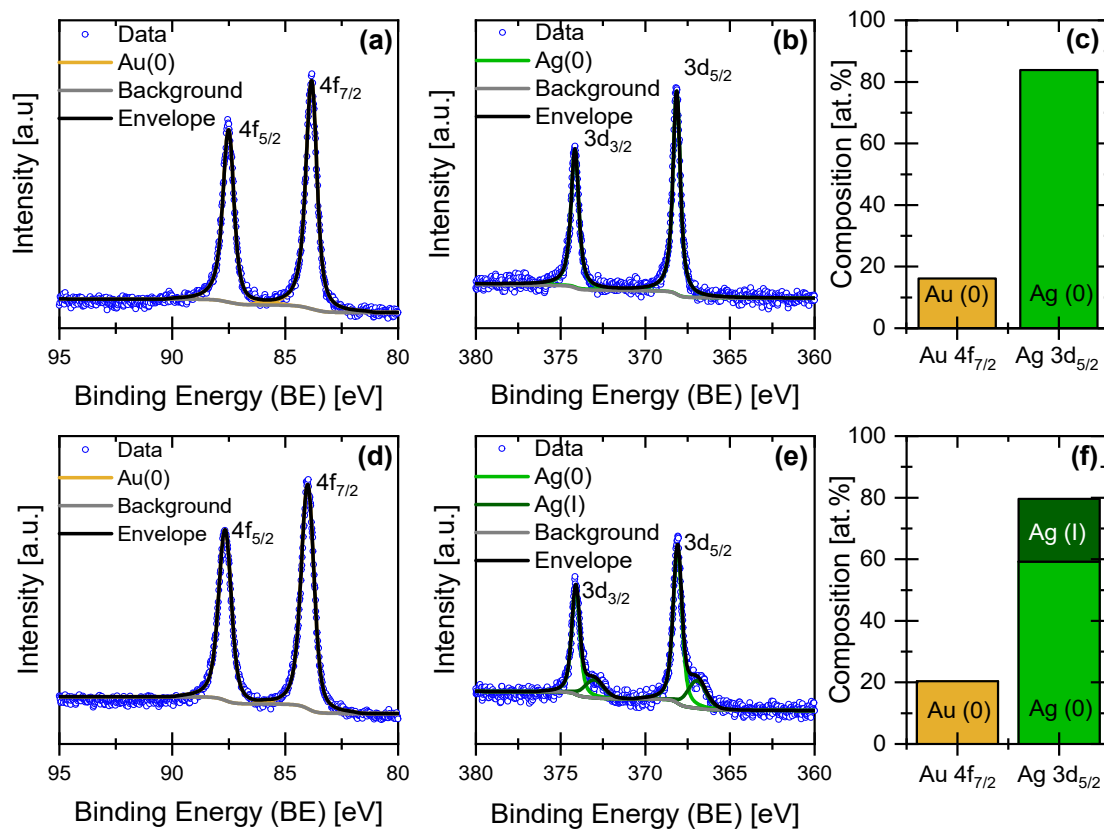 (a)
Data
Au(0)
Background
Envelope
4f7/2
4f5/2
Intensity [a.u]
95 90 85 80
Binding Energy (BE) [eV]
(b)
Data
Ag(0)
Background
Envelope
3d5/2
3d3/2
Intensity [a.u]
380 375 370 365 360
Binding Energy (BE) [eV]
(c)
Composition [at.%]
100
80
60
40
20
0
Au (0)
Ag (0)
Au 4f7/2 Ag 3d5/2
(d)
Data
Au(0)
Background
Envelope
4f7/2
4f5/2
Intensity [a.u.]
95 90 85 80
Binding Energy (BE) [eV]
(e)
Data
Ag(0)
Ag(I)
Background
Envelope
3d5/2
3d3/2
Intensity [a.u.]
380 375 370 365 360
Binding Energy (BE) [eV]
(f)
Composition [at.%]
100
80
60
40
20
0
Ag (I)
Au (0)
Ag (0)
Au 4f7/2 Ag 3d5/2